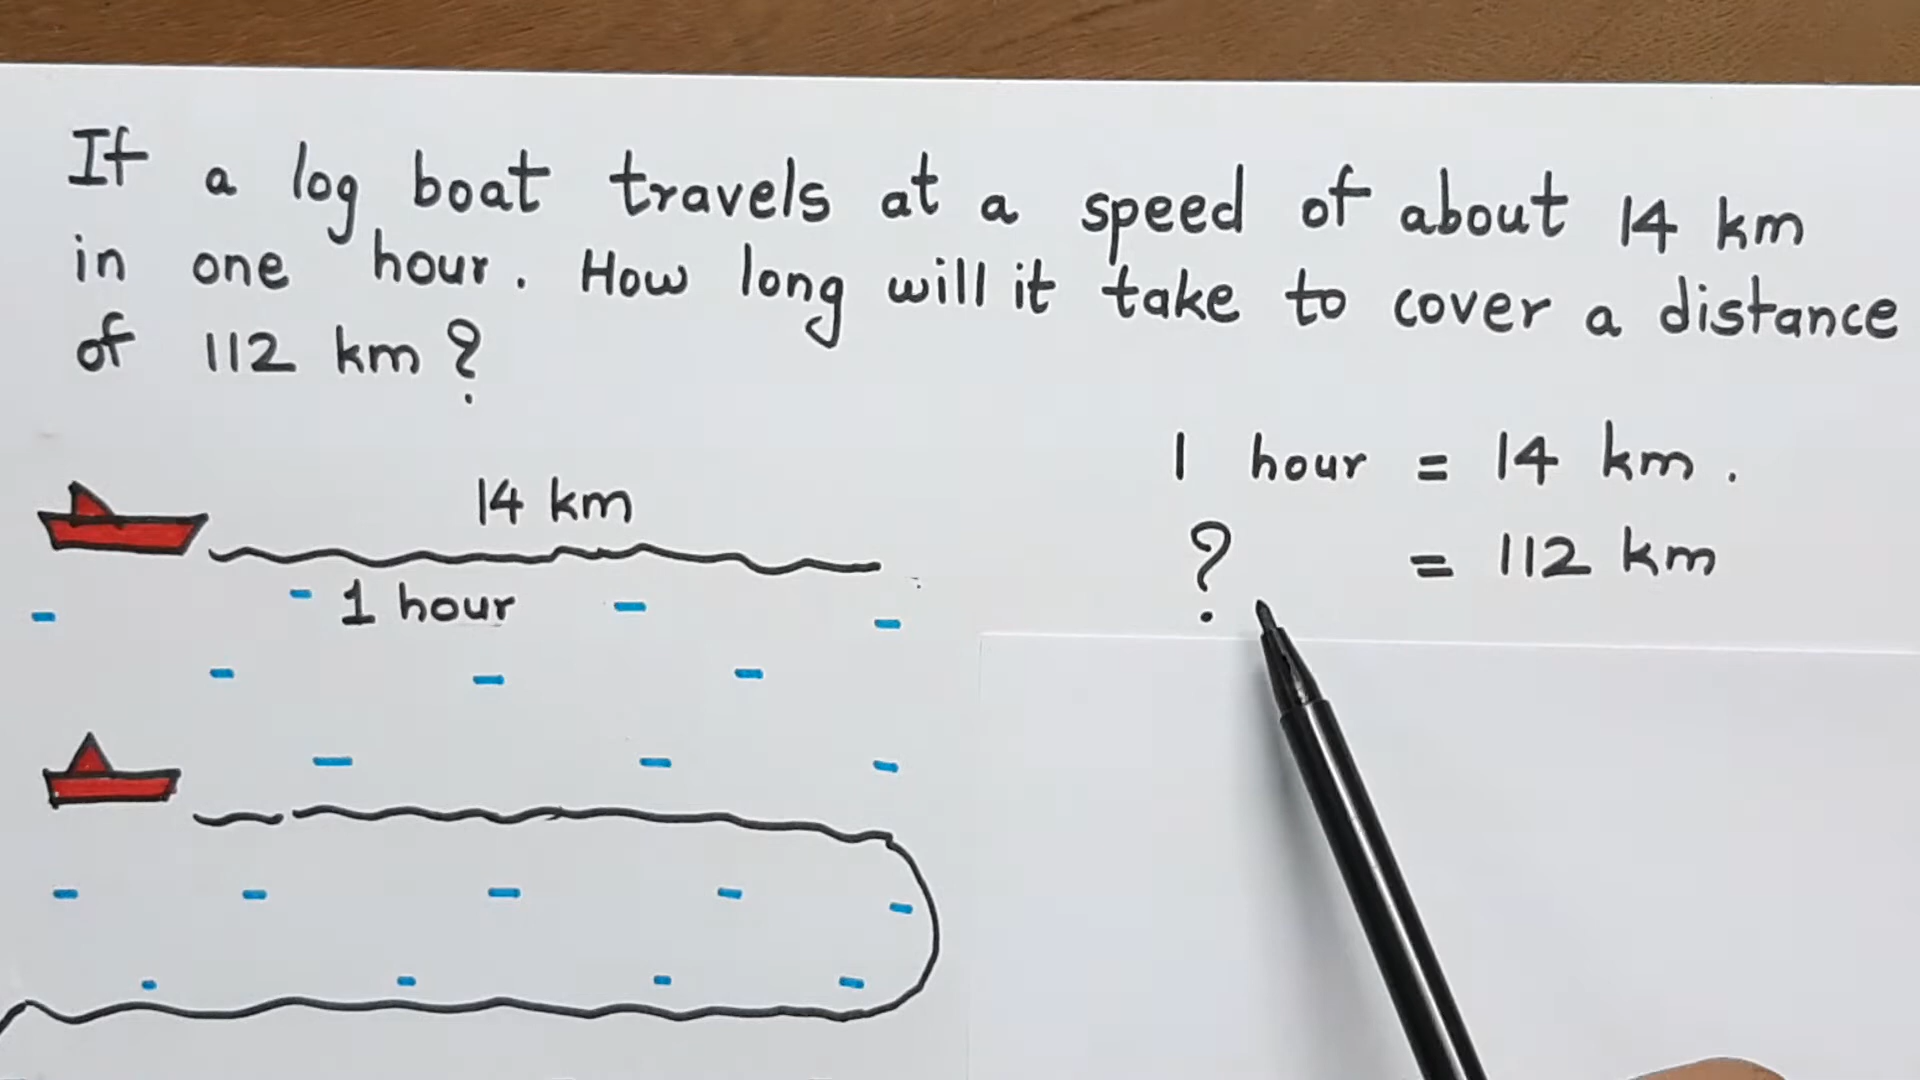 If a log boat travels at a speed of about 14 km
in one hour. How long will it take to cover a distance
of 112 km?
1 hour = 14 km.
? = 112 km
14 km
1 hour